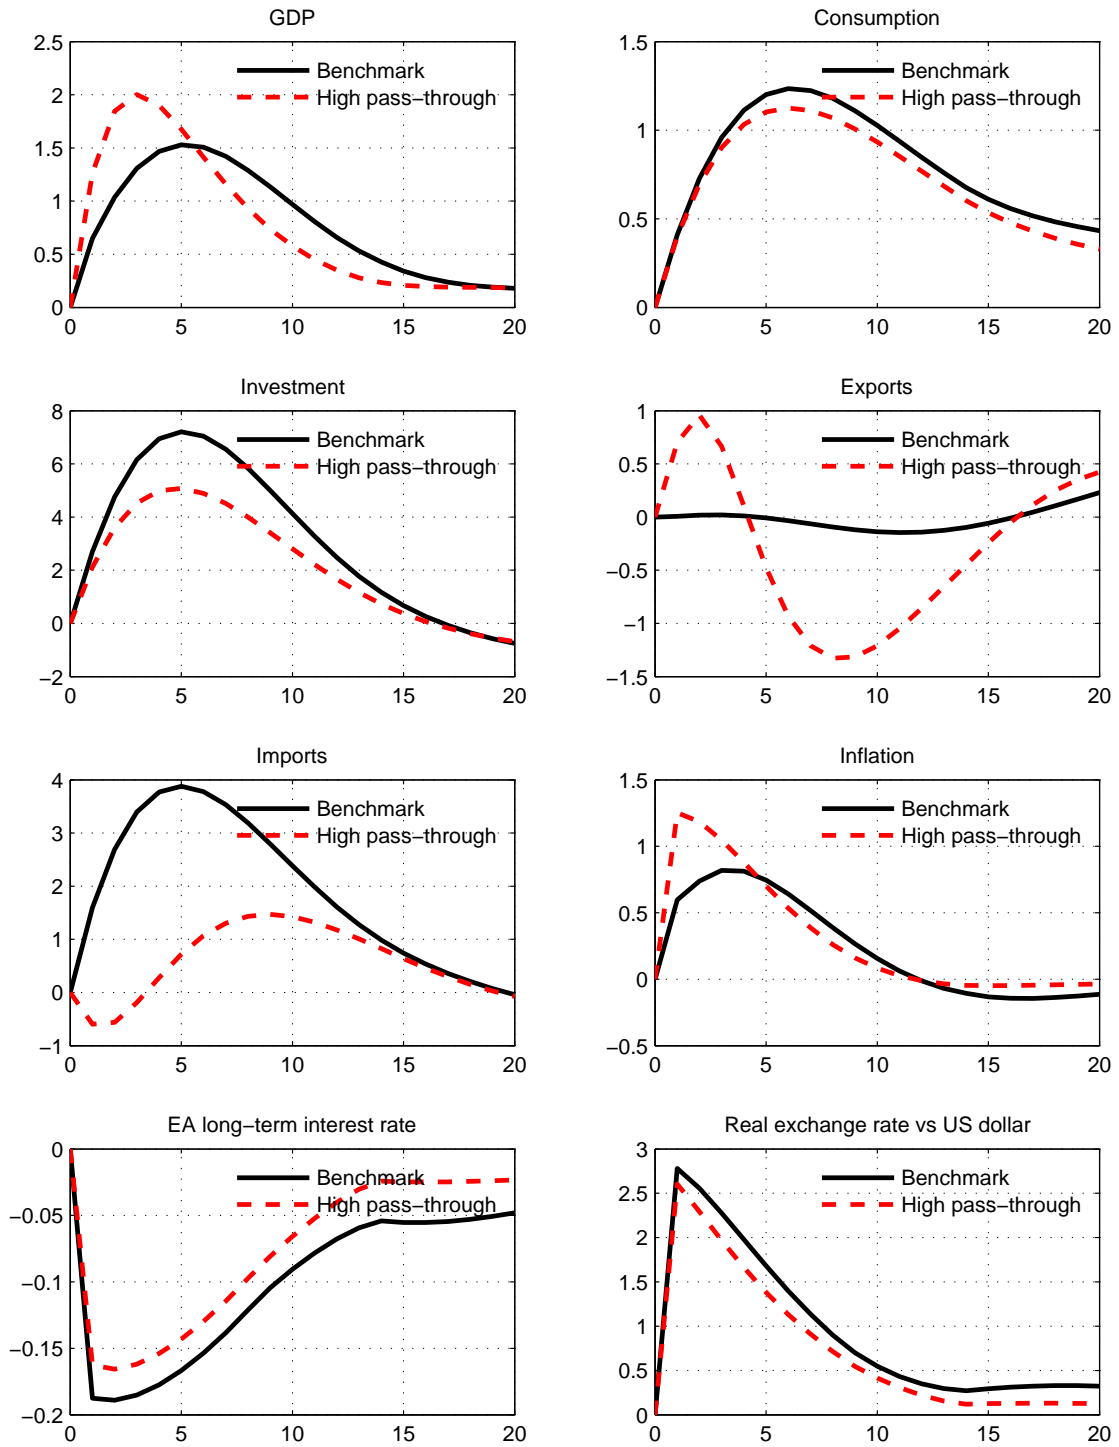 GDP
2.5
2
1.5
1
0.5
0
0 5 10 15 20
Benchmark
High pass−through
Consumption
1.5
1
0.5
0
0 5 10 15 20
Benchmark
High pass−through
Investment
8
6
4
2
0
−2
0 5 10 15 20
Benchmark
High pass−through
Exports
1
0.5
0
−0.5
−1
−1.5
0 5 10 15 20
Benchmark
High pass−through
Imports
4
3
2
1
0
−1
0 5 10 15 20
Benchmark
High pass−through
Inflation
1.5
1
0.5
0
−0.5
0 5 10 15 20
Benchmark
High pass−through
EA long−term interest rate
0
−0.05
−0.1
−0.15
−0.2
0 5 10 15 20
Benchmark
High pass−through
Real exchange rate vs US dollar
3
2.5
2
1.5
1
0.5
0
0 5 10 15 20
Benchmark
High pass−through